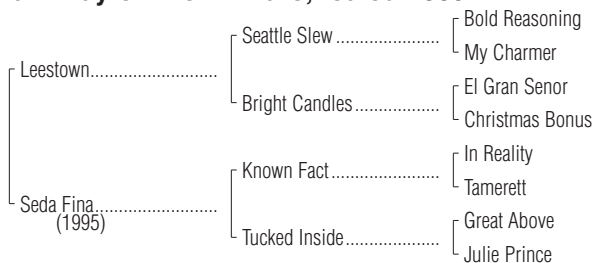 Bold Reasoning
Seattle Slew
My Charmer
Leestown
El Gran Senor
Bright Candles
Christmas Bonus
In Reality
Known Fact
Tamerett
Seda Fina
(1995)
Great Above
Tucked Inside
Julie Prince